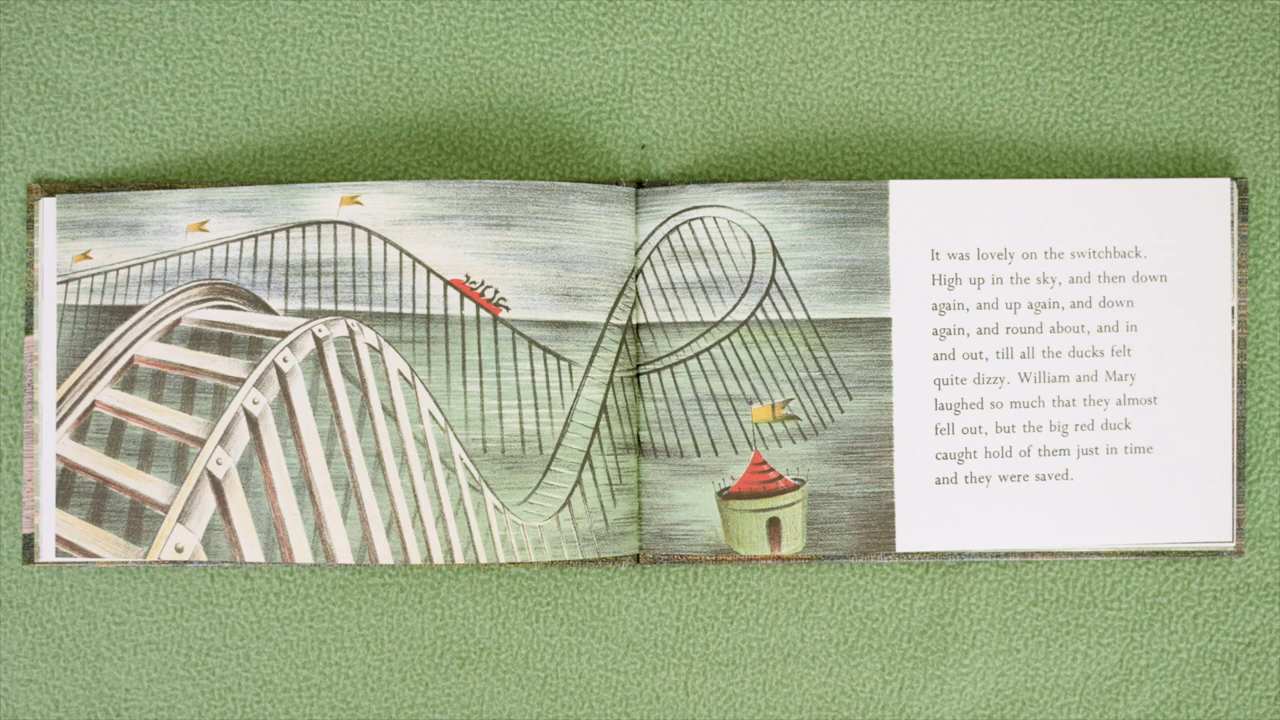 It was lovely on the switchback.
High up in the sky, and then down
again, and up again, and down
again, and round about, and in
and out, till all the ducks felt
quite dizzy. William and Mary
laughed so much that they almost
fell out, but the big red duck
caught hold of them just in time
and they were saved.